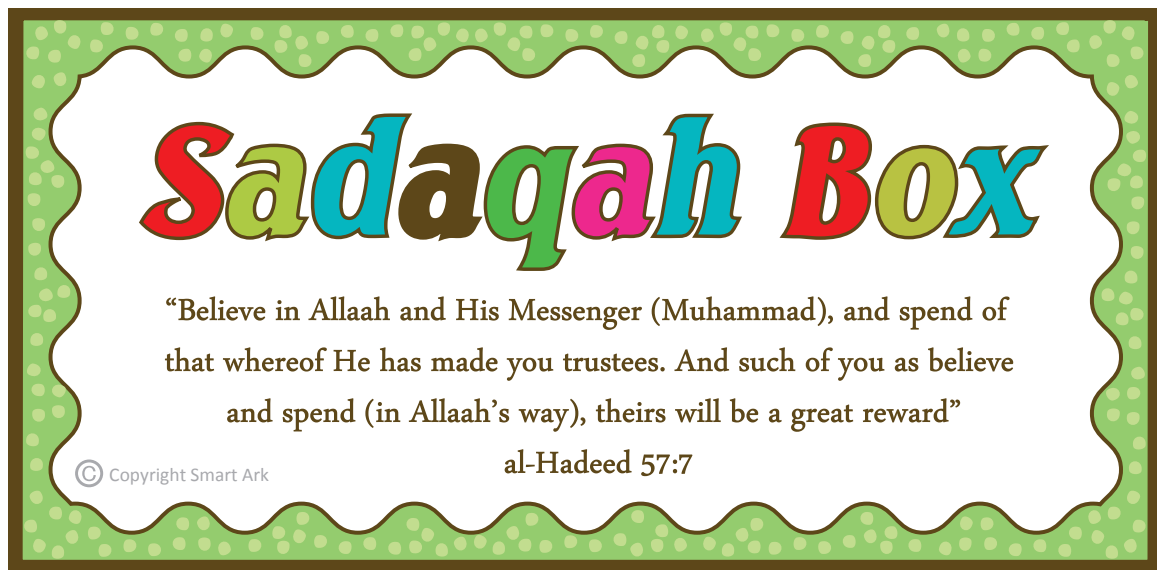 Sadaqah Box
“Believe in Allaah and His Messenger (Muhammad), and spend of
that whereof He has made you trustees. And such of you as believe
and spend (in Allaah’s way), theirs will be a great reward”
al-Hadeed 57:7
© Copyright Smart Ark